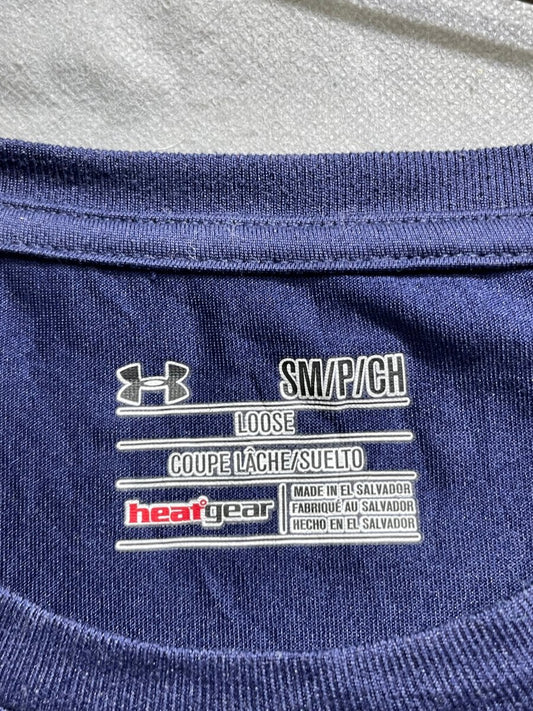 SM/P/CH
LOOSE
COUPE LÂCHE/SUELTO
heatgear
MADE IN EL SALVADOR
FABRIQUÉ AU SALVADOR
HECHO EN EL SALVADOR